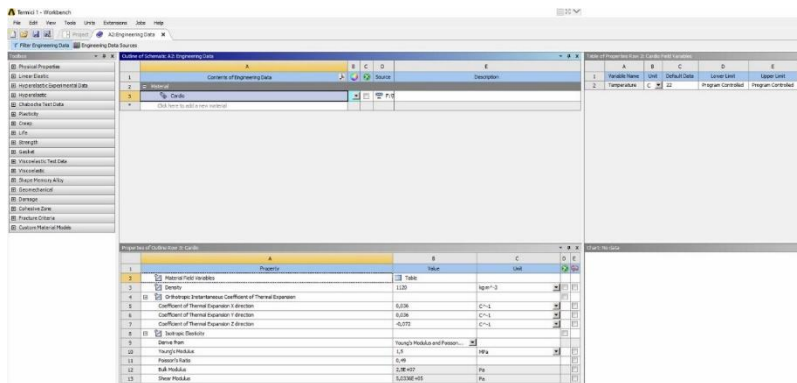 Termoi 1 - Workbench
File Edit View Tools Units Extensions Jobs Help
Project A2:Engineering Data
Filter Engineering Data Engineering Data Sources
Toolbox
Physical Properties
Linear Elastic
Hyperelastic Experimental Data
Hyperelastic
Chaboche Test Data
Plasticity
Creep
Life
Strength
Gasket
Viscoelastic Test Data
Viscoelastic
Shape Memory Alloy
Geomechanical
Damage
Cohesive Zone
Fracture Criteria
Custom Material Models
Outline of Schematic A2: Engineering Data
A B C D E
1 Contents of Engineering Data Source Description
2 Material
3 Cardio
* Click here to add a new material
Table of Properties Row 2: Cardio Field Variables
A B C D E
1 Variable Name Unit Default Data Lower Limit Upper Limit
2 Temperature C 22 Program Controlled Program Controlled
Properties of Outline Row 3: Cardio
A B C D E
1 Property Value Unit
2 Material Field Variables Table
3 Density 1120 kg m^-3
4 Orthotropic Instantaneous Coefficient of Thermal Expansion
5 Coefficient of Thermal Expansion X direction 0,036 C^-1
6 Coefficient of Thermal Expansion Y direction 0,036 C^-1
7 Coefficient of Thermal Expansion Z direction -0,072 C^-1
8 Isotropic Elasticity
9 Derive from Young's Modulus and Poisson...
10 Young's Modulus 1,5 MPa
11 Poisson's Ratio 0,49
12 Bulk Modulus 2,5E+07 Pa
13 Shear Modulus 5,0336E+05 Pa
Chart: No data